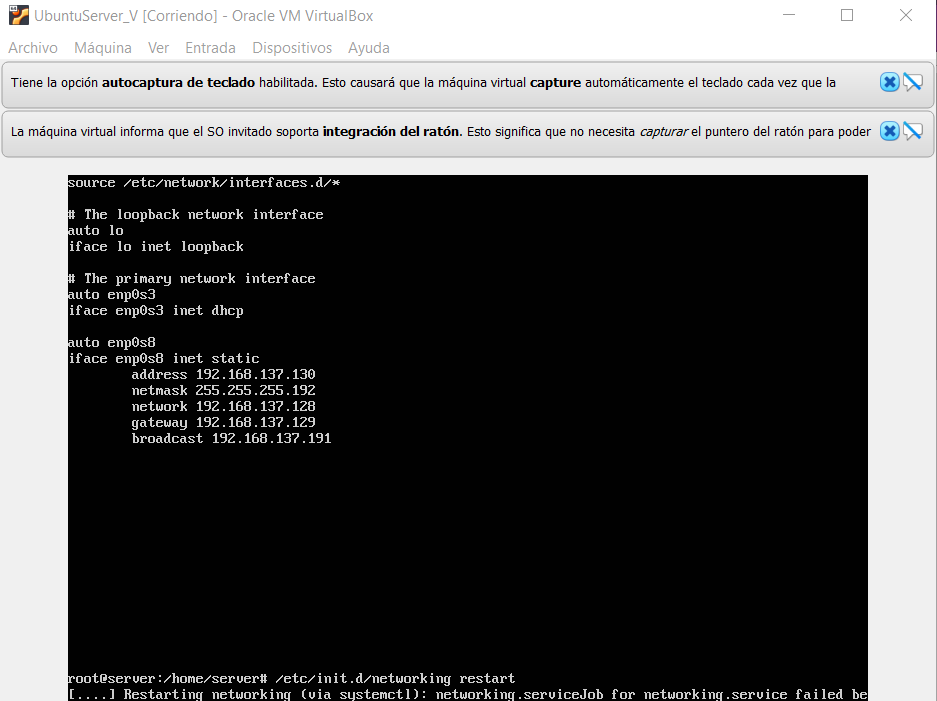 UbuntuServer_V [Corriendo] - Oracle VM VirtualBox
Archivo Máquina Ver Entrada Dispositivos Ayuda
Tiene la opción autocaptura de teclado habilitada. Esto causará que la máquina virtual capture automáticamente el teclado cada vez que la
La máquina virtual informa que el SO invitado soporta integración del ratón. Esto significa que no necesita capturar el puntero del ratón para poder
source /etc/network/interfaces.d/*
# The loopback network interface
auto lo
iface lo inet loopback
# The primary network interface
auto enp0s3
iface enp0s3 inet dhcp
auto enp0s8
iface enp0s8 inet static
address 192.168.137.130
netmask 255.255.255.192
network 192.168.137.128
gateway 192.168.137.129
broadcast 192.168.137.191
root@server:/home/server# /etc/init.d/networking restart
[....] Restarting networking (via systemctl): networking.serviceJob for networking.service failed be